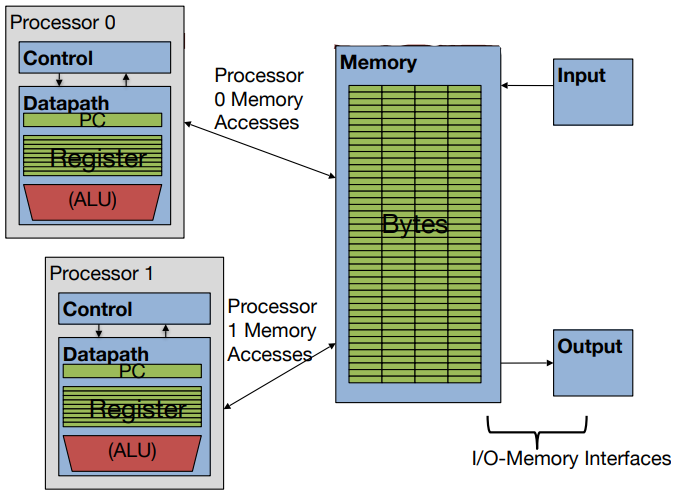 Processor 0
Control
Datapath
PC
Register
(ALU)
Processor
0 Memory
Accesses
Memory
Bytes
Input
Processor 1
Control
Datapath
PC
Register
(ALU)
Processor
1 Memory
Accesses
Output
I/O-Memory Interfaces